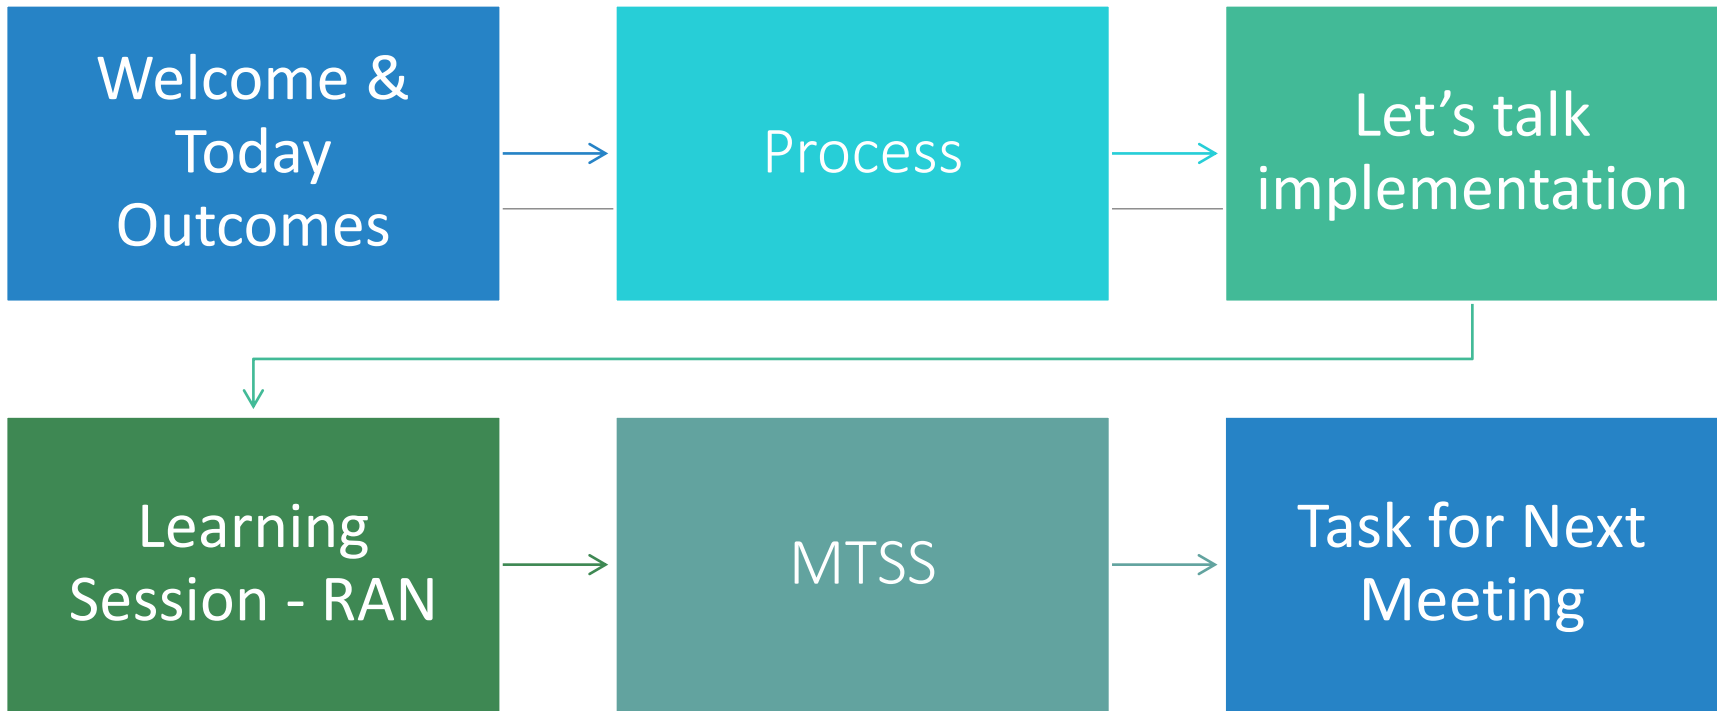 Welcome &
Today
Outcomes
Process
Let’s talk
implementation
Learning
Session - RAN
MTSS
Task for Next
Meeting